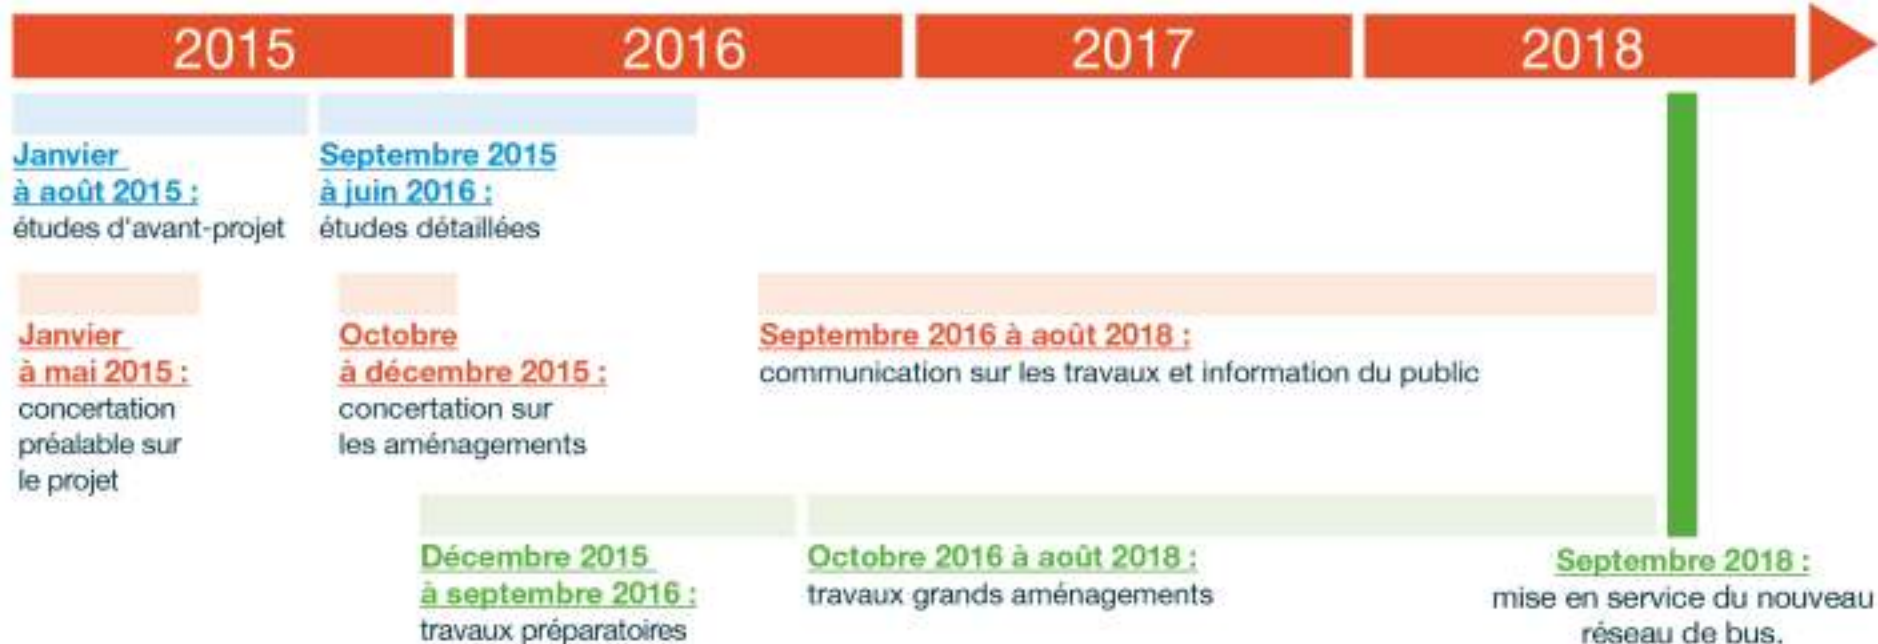 2015
2016
2017
2018
Janvier
à août 2015 :
études d'avant-projet
Septembre 2015
à juin 2016 :
études détaillées
Janvier
à mai 2015 :
concertation
préalable sur
le projet
Octobre
à décembre 2015 :
concertation sur
les aménagements
Septembre 2016 à août 2018 :
communication sur les travaux et information du public
Décembre 2015
à septembre 2016 :
travaux préparatoires
Octobre 2016 à août 2018 :
travaux grands aménagements
Septembre 2018 :
mise en service du nouveau
réseau de bus.